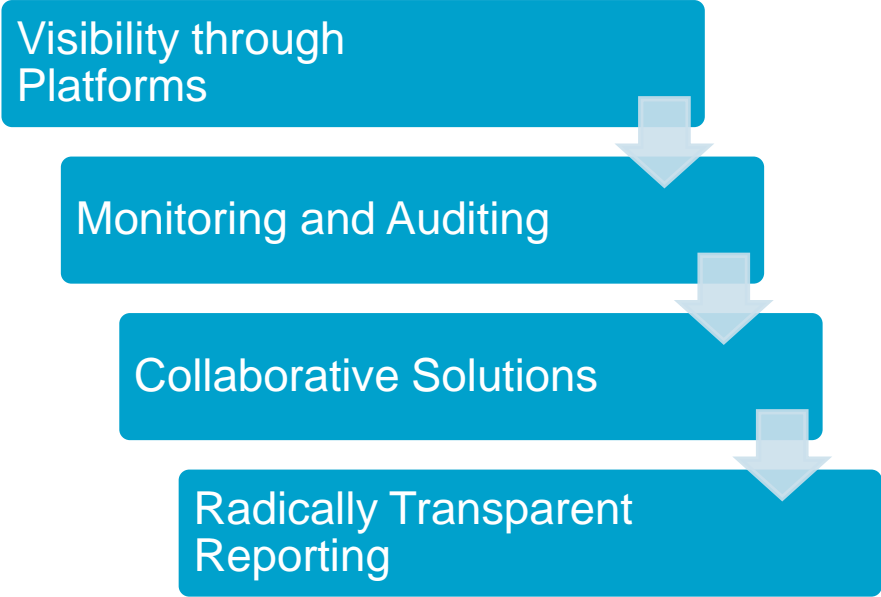 Visibility through
Platforms
Monitoring and Auditing
Collaborative Solutions
Radically Transparent
Reporting